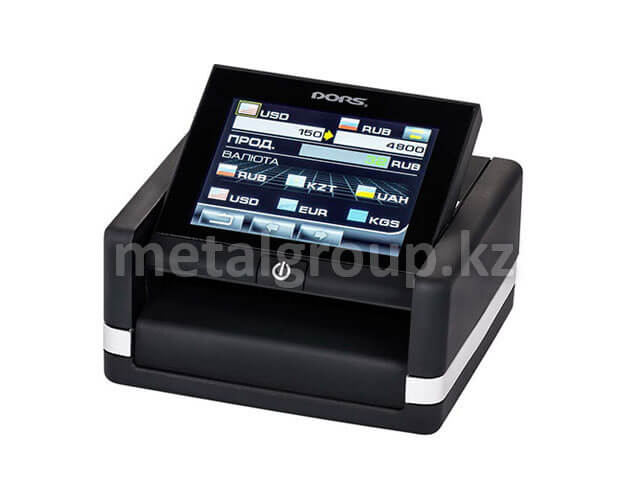 DORS
USD RUB
150 4800
ПРОД. RUB
ВАЛЮТА
RUB KZT UAH
USD EUR KGS
metalgroup.kz